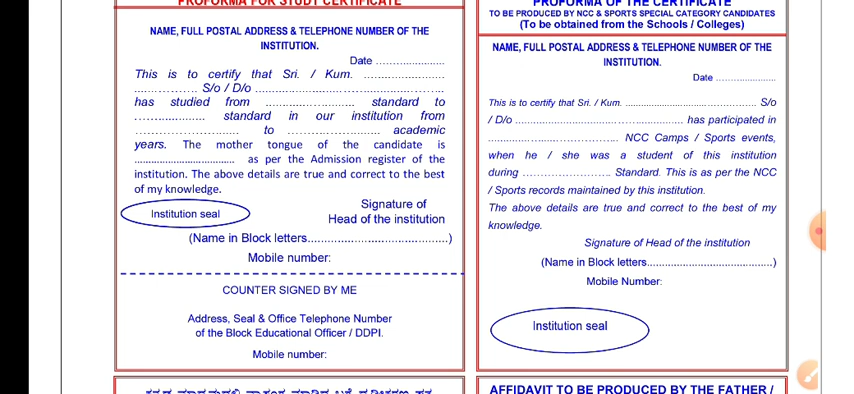 PROFORMA FOR STUDY CERTIFICATE
NAME, FULL POSTAL ADDRESS & TELEPHONE NUMBER OF THE
INSTITUTION.
Date .......................
This is to certify that Sri. / Kum. ..........................
.................... S/o / D/o ........................................................
has studied from ........................... standard to
..................... standard in our institution from
............................... to ........................... academic
years. The mother tongue of the candidate is
.................................. as per the Admission register of the
institution. The above details are true and correct to the best
of my knowledge.
Signature of
Institution seal
Head of the institution
(Name in Block letters..........................................)
Mobile number:
COUNTER SIGNED BY ME
Address, Seal & Office Telephone Number
of the Block Educational Officer / DDPI.
Mobile number:
PROFORMA OF THE CERTIFICATE
TO BE PRODUCED BY NCC & SPORTS SPECIAL CATEGORY CANDIDATES
(To be obtained from the Schools / Colleges)
NAME, FULL POSTAL ADDRESS & TELEPHONE NUMBER OF THE
INSTITUTION.
Date .....................
This is to certify that Sri. / Kum. ............................................... S/o
/ D/o ......................................................... has participated in
............................................ NCC Camps / Sports events,
when he / she was a student of this institution
during .......................... Standard. This is as per the NCC
/ Sports records maintained by this institution.
The above details are true and correct to the best of my
knowledge.
Signature of Head of the institution
(Name in Block letters..........................................)
Mobile Number:
Institution seal
AFFIDAVIT TO BE PRODUCED BY THE FATHER /